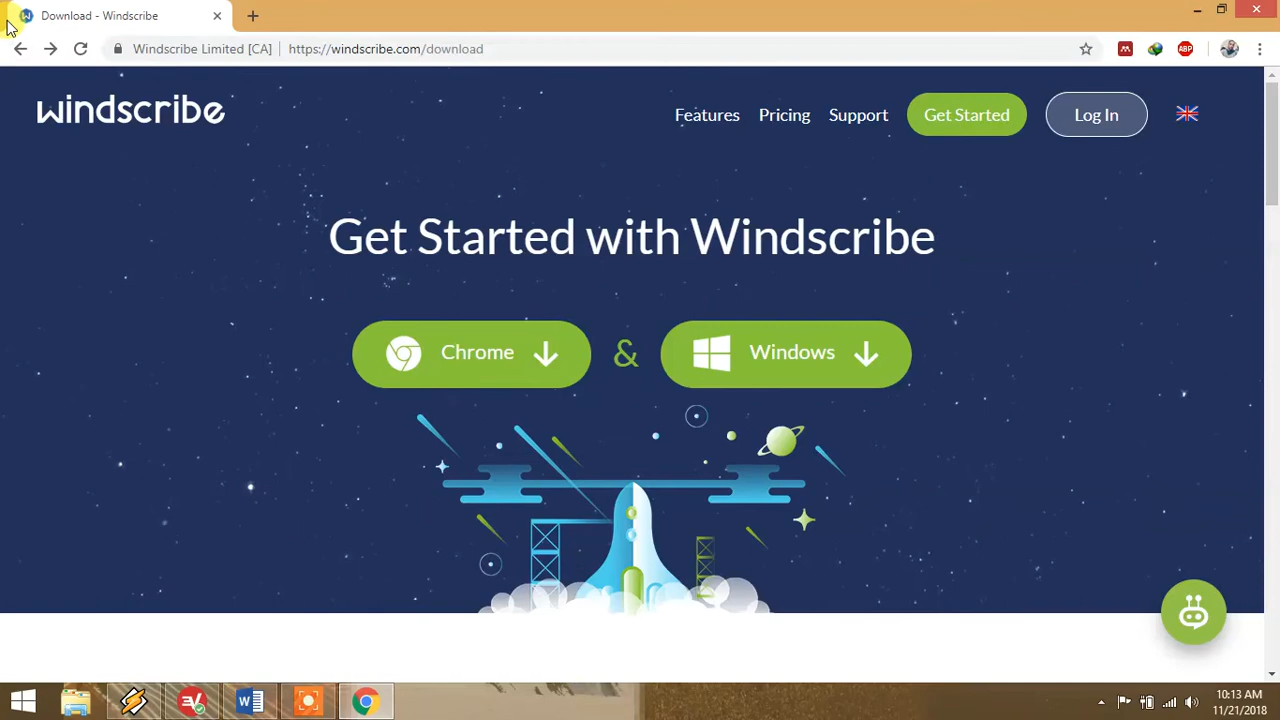 Download - Windscribe
Windscribe Limited [CA] https://windscribe.com/download
ABP
windscribe
Features Pricing Support Get Started Log In
Get Started with Windscribe
Chrome & Windows
10:13 AM
11/21/2018